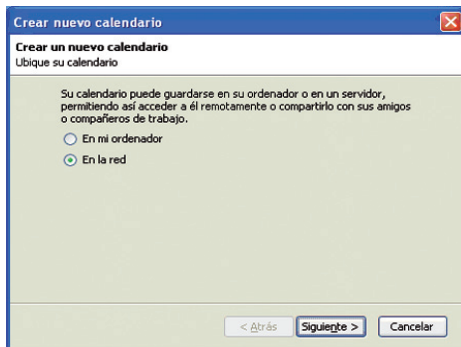 Crear nuevo calendario
Crear un nuevo calendario
Ubique su calendario
Su calendario puede guardarse en su ordenador o en un servidor,
permitiendo así acceder a él remotamente o compartirlo con sus amigos
o compañeros de trabajo.
En mi ordenador
En la red
< Atrás Siguiente > Cancelar